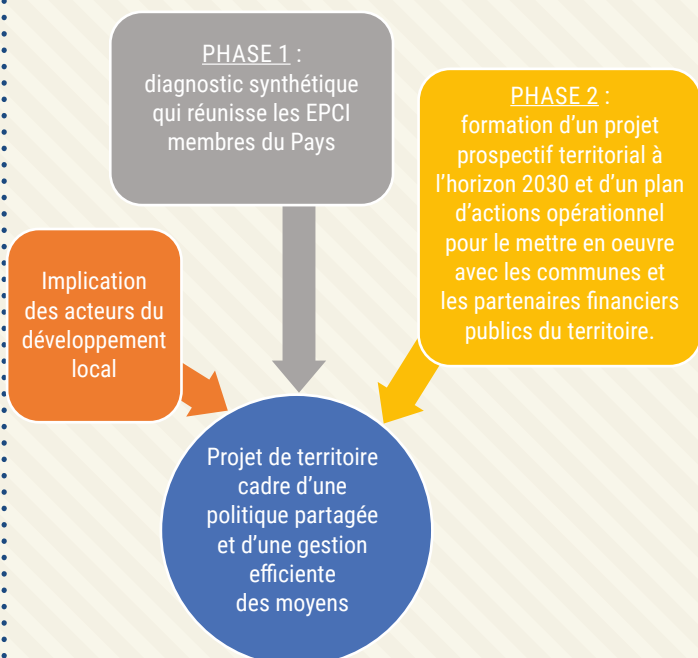 PHASE 1 :
diagnostic synthétique
qui réunisse les EPCI
membres du Pays
PHASE 2 :
formation d'un projet
prospectif territorial à
l'horizon 2030 et d'un plan
d'actions opérationnel
pour le mettre en oeuvre
avec les communes et
les partenaires financiers
publics du territoire.
Implication
des acteurs du
développement
local
Projet de territoire
cadre d'une
politique partagée
et d'une gestion
efficiente
des moyens